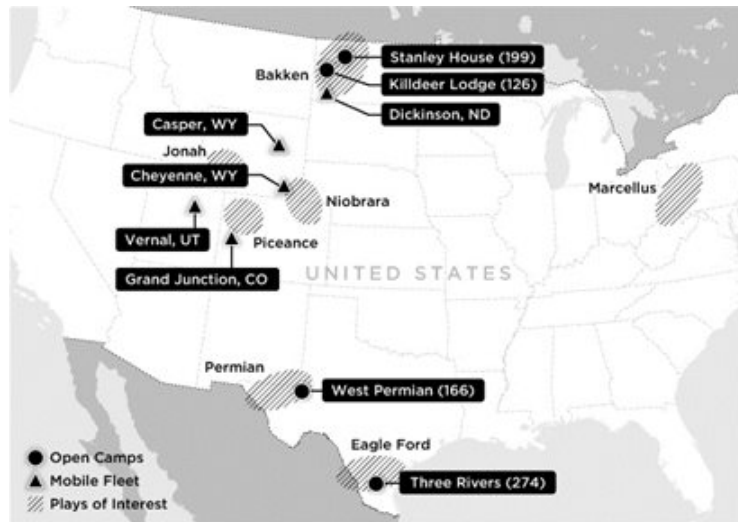 Stanley House (199)
Bakken
Killdeer Lodge (126)
Dickinson, ND
Casper, WY
Jonah
Cheyenne, WY
Marcellus
Niobrara
Vernal, UT
Piceance
UNITED STATES
Grand Junction, CO
Permian
West Permian (166)
Eagle Ford
Open Camps
Mobile Fleet
Three Rivers (274)
Plays of Interest